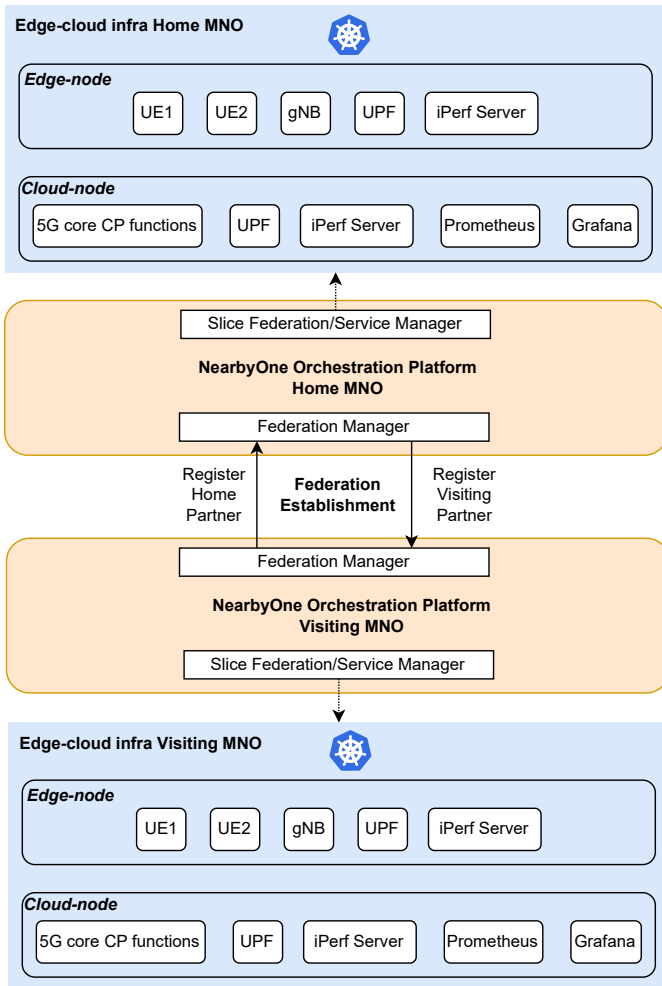 Edge-cloud infra Home MNO
Edge-node
UE1
UE2
gNB
UPF
iPerf Server
Cloud-node
5G core CP functions
UPF
iPerf Server
Prometheus
Grafana
Slice Federation/Service Manager
NearbyOne Orchestration Platform
Home MNO
Federation Manager
Register
Home
Partner
Federation
Establishment
Register
Visiting
Partner
Federation Manager
NearbyOne Orchestration Platform
Visiting MNO
Slice Federation/Service Manager
Edge-cloud infra Visiting MNO
Edge-node
UE1
UE2
gNB
UPF
iPerf Server
Cloud-node
5G core CP functions
UPF
iPerf Server
Prometheus
Grafana